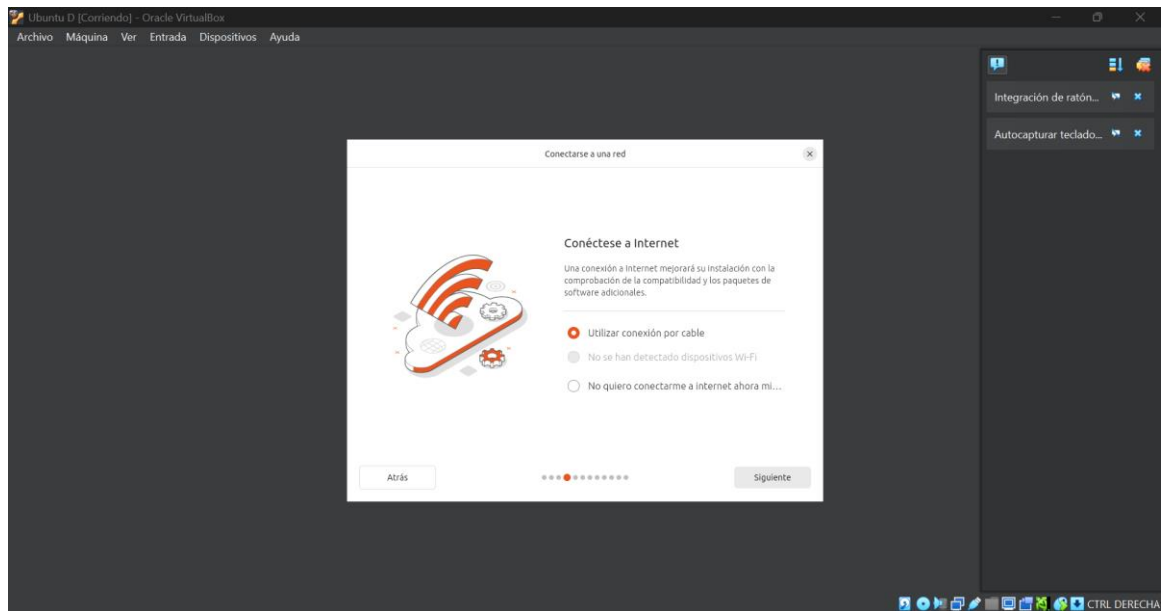 Ubuntu D [Corriendo] - Oracle VirtualBox
Archivo Máquina Ver Entrada Dispositivos Ayuda
Integración de ratón...
Autocapturar teclado...
Conectarse a una red
Conéctese a Internet
Una conexión a Internet mejorará su instalación con la
comprobación de la compatibilidad y los paquetes de
software adicionales.
Utilizar conexión por cable
No se han detectado dispositivos Wi-Fi
No quiero conectarme a internet ahora mi...
Atrás
Siguiente
CTRL DERECHA